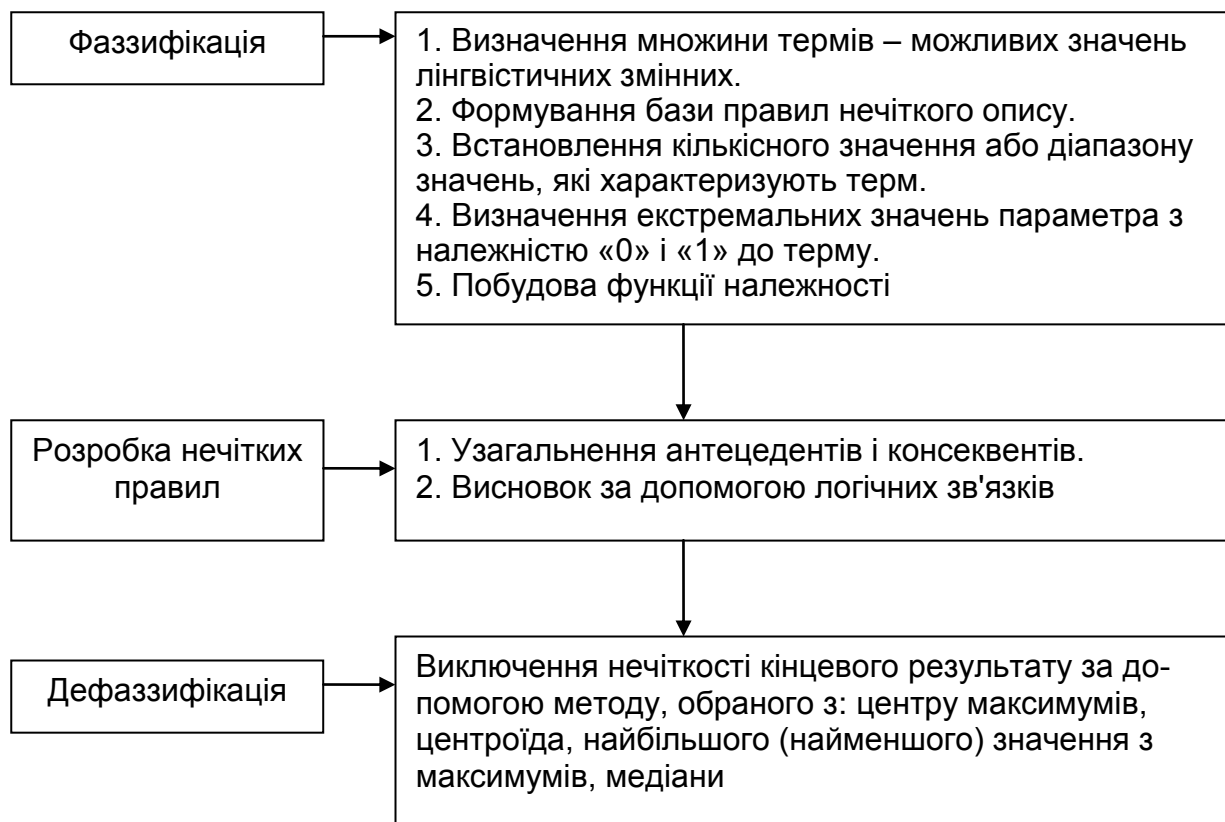 Фаззифікація
1. Визначення множини термів – можливих значень
лінгвістичних змінних.
2. Формування бази правил нечіткого опису.
3. Встановлення кількісного значення або діапазону
значень, які характеризують терм.
4. Визначення екстремальних значень параметра з
належністю «0» і «1» до терму.
5. Побудова функції належності
Розробка нечітких
правил
1. Узагальнення антецедентів і консеквентів.
2. Висновок за допомогою логічних зв'язків
Дефаззифікація
Виключення нечіткості кінцевого результату за до-
помогою методу, обраного з: центру максимумів,
центроїда, найбільшого (найменшого) значення з
максимумів, медіани